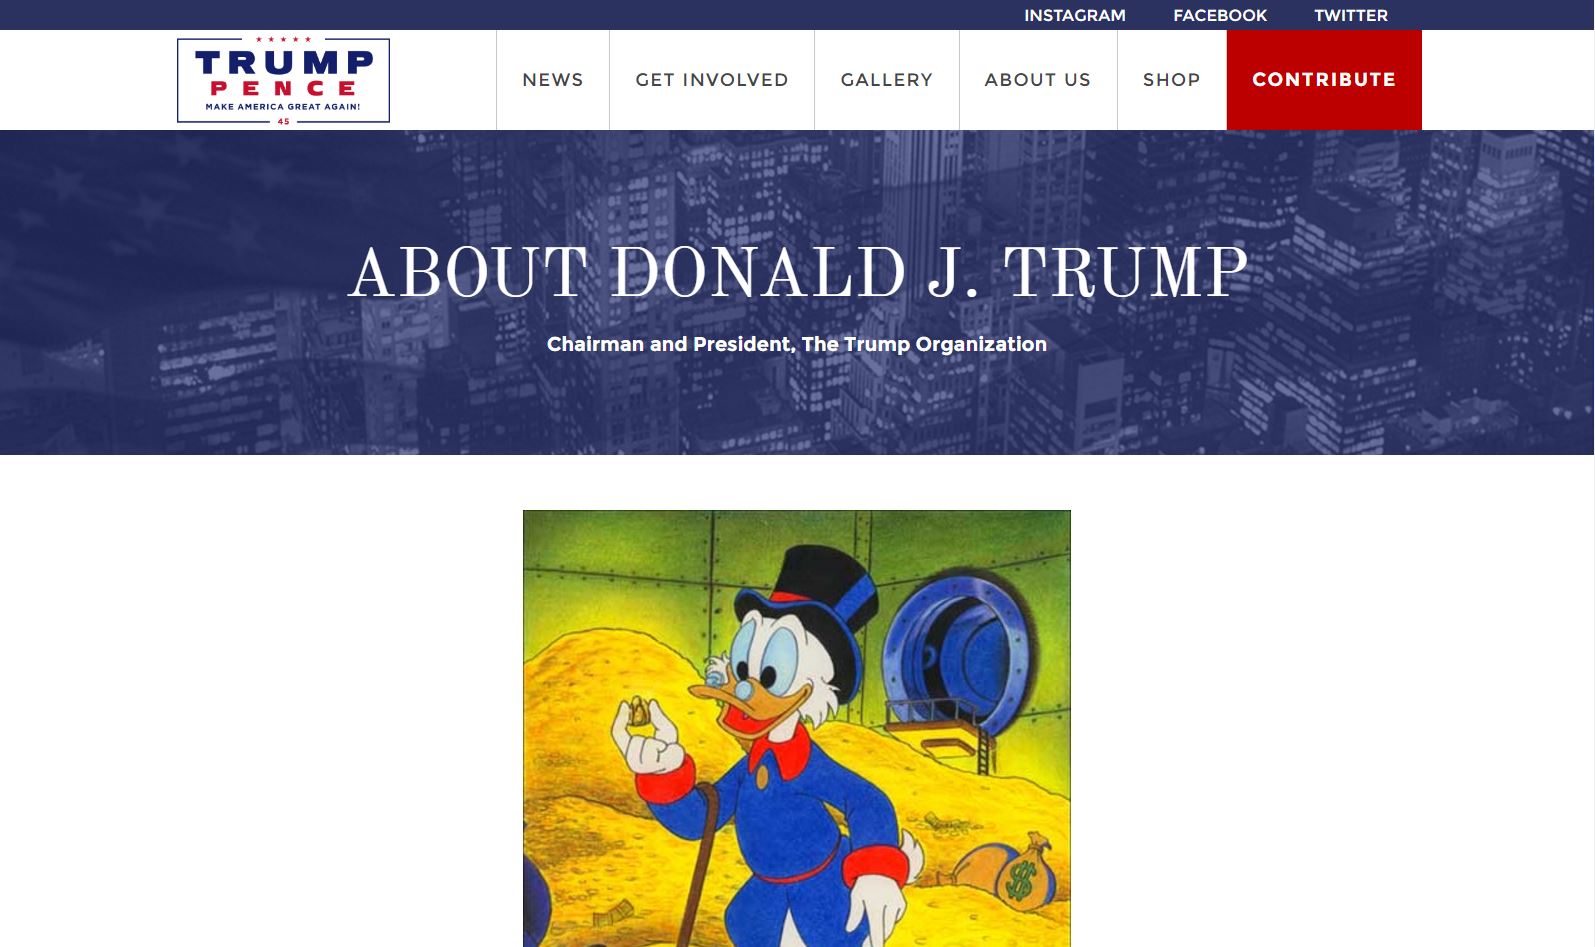 INSTAGRAM FACEBOOK TWITTER
TRUMP
PENCE
MAKE AMERICA GREAT AGAIN!
45
NEWS GET INVOLVED GALLERY ABOUT US SHOP CONTRIBUTE
ABOUT DONALD J. TRUMP
Chairman and President, The Trump Organization
$